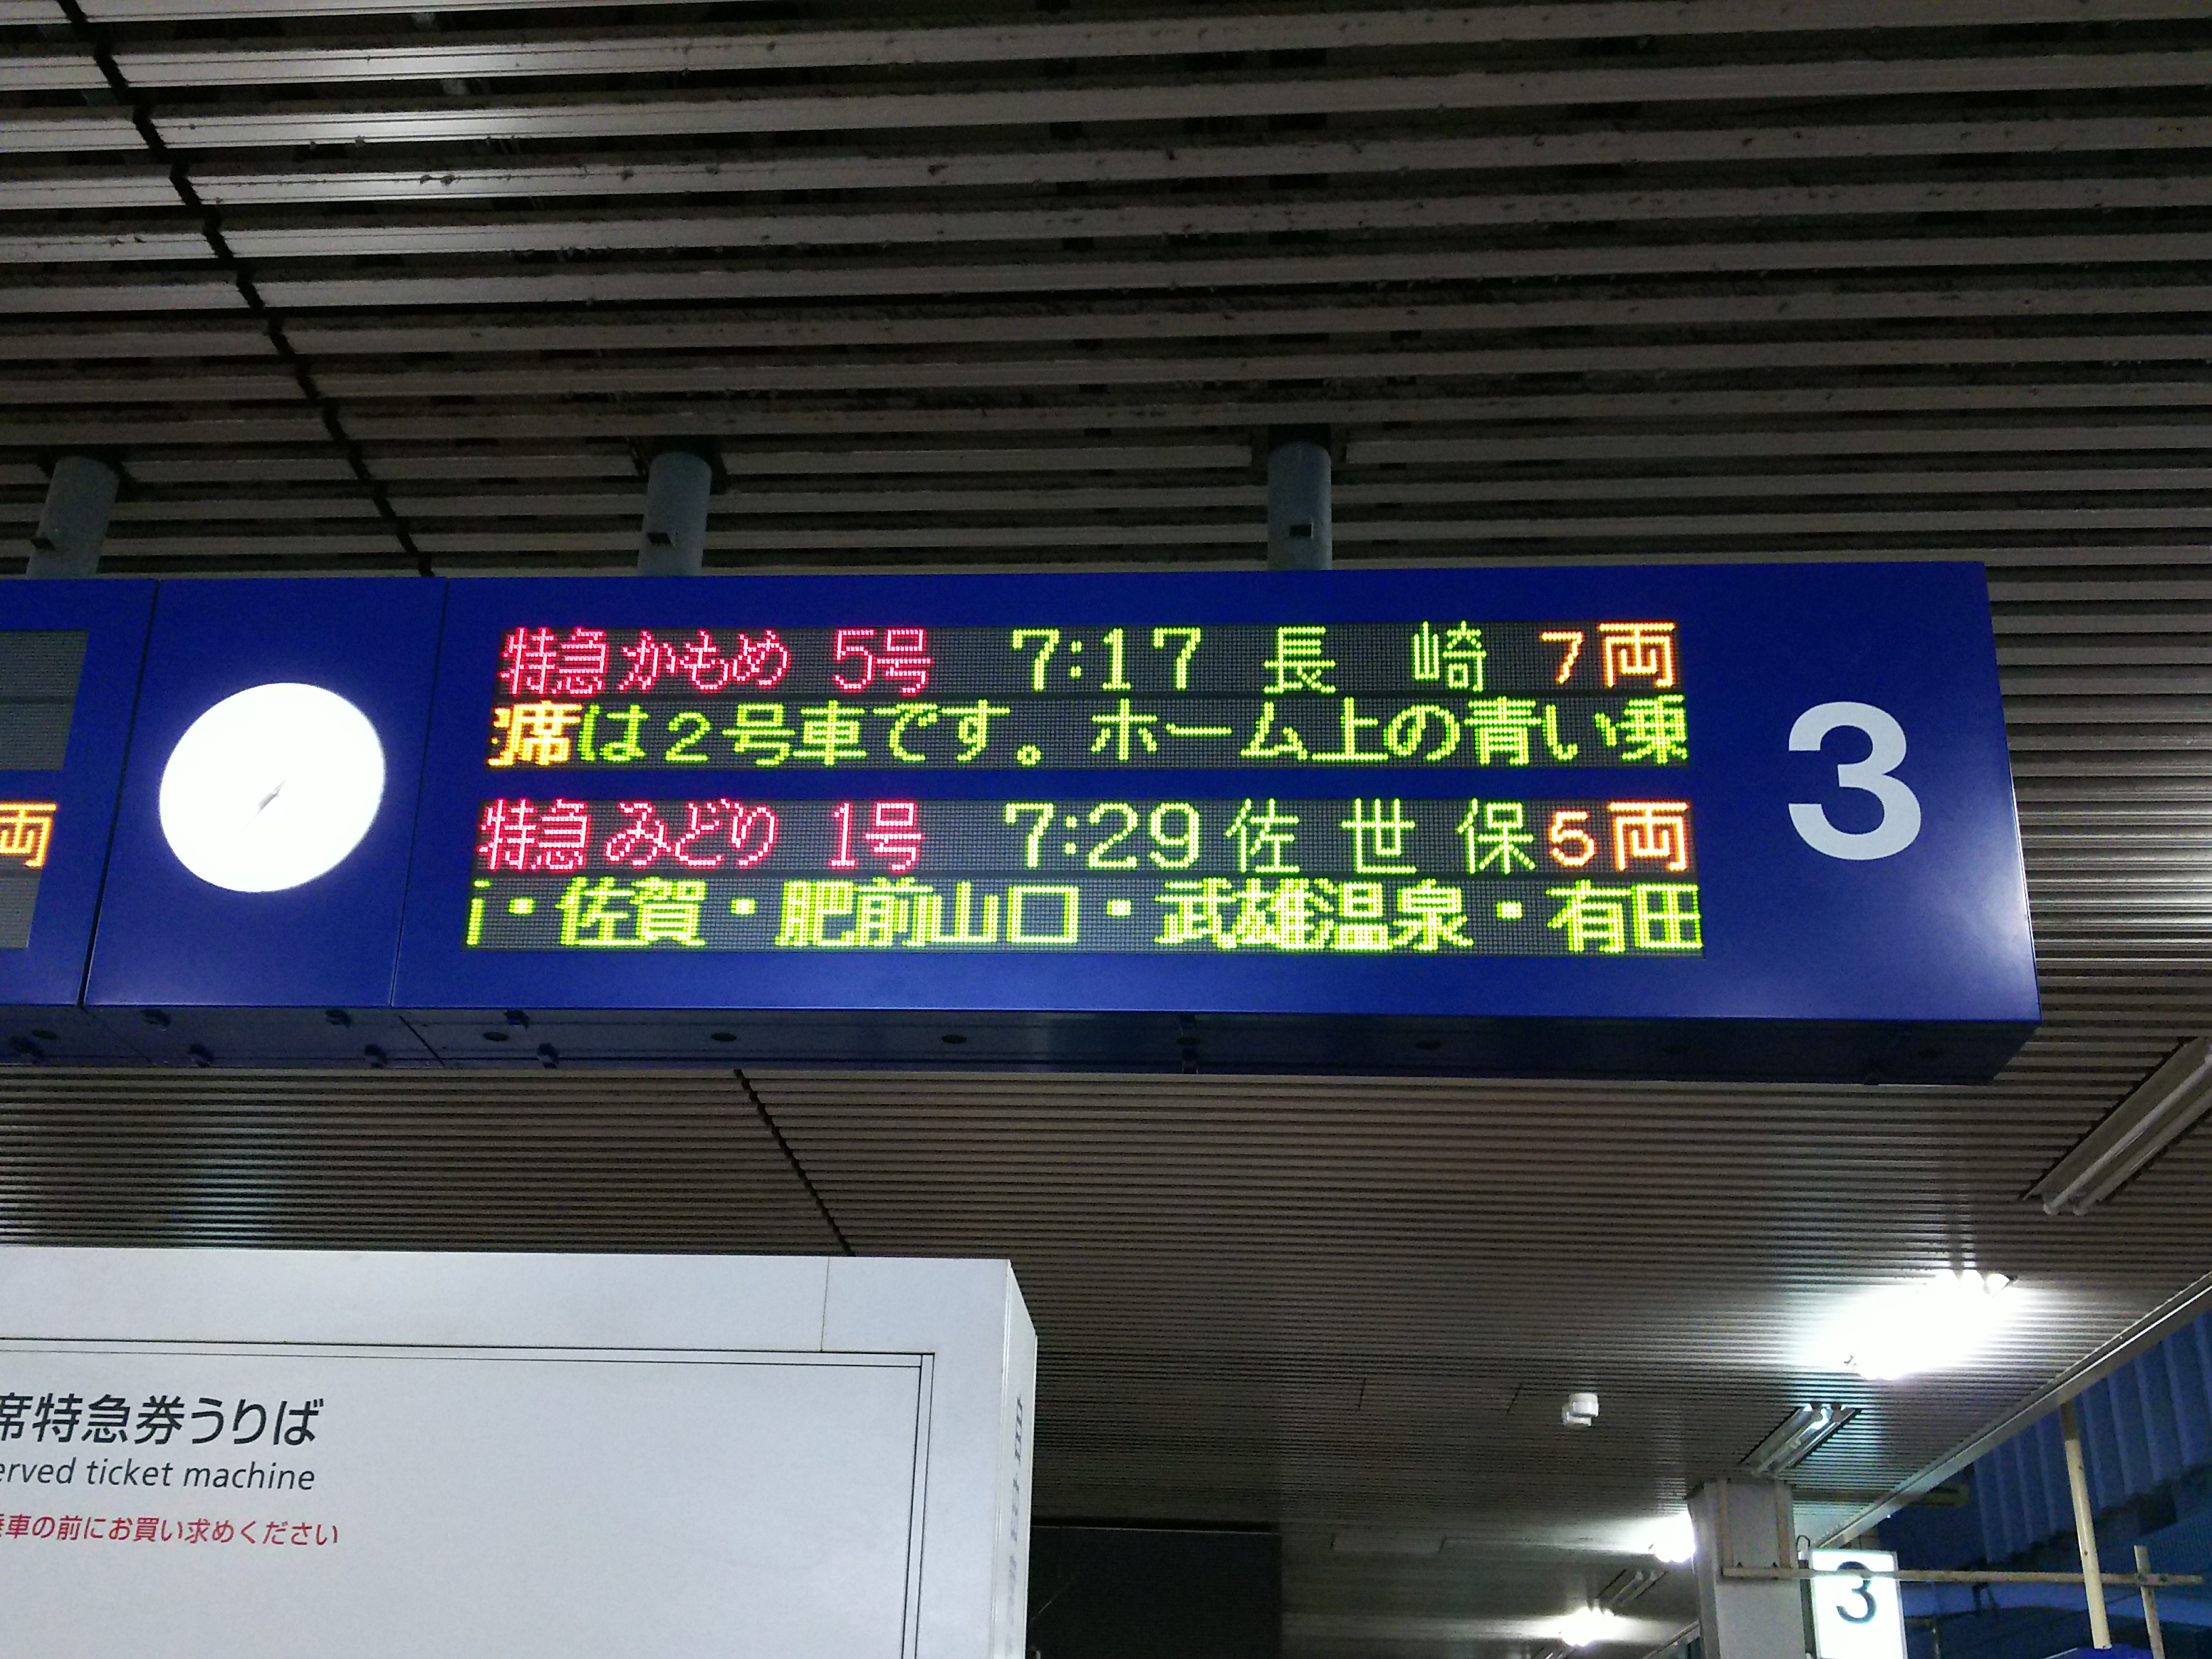 特急かもめ 5号 7:17 長崎 7両
席は2号車です。ホーム上の青い乗
3
特急みどり 1号 7:29 佐世保 5両
・佐賀・肥前山口・武雄温泉・有田
両
席特急券うりば
erved ticket machine
車の前にお買い求めください
3